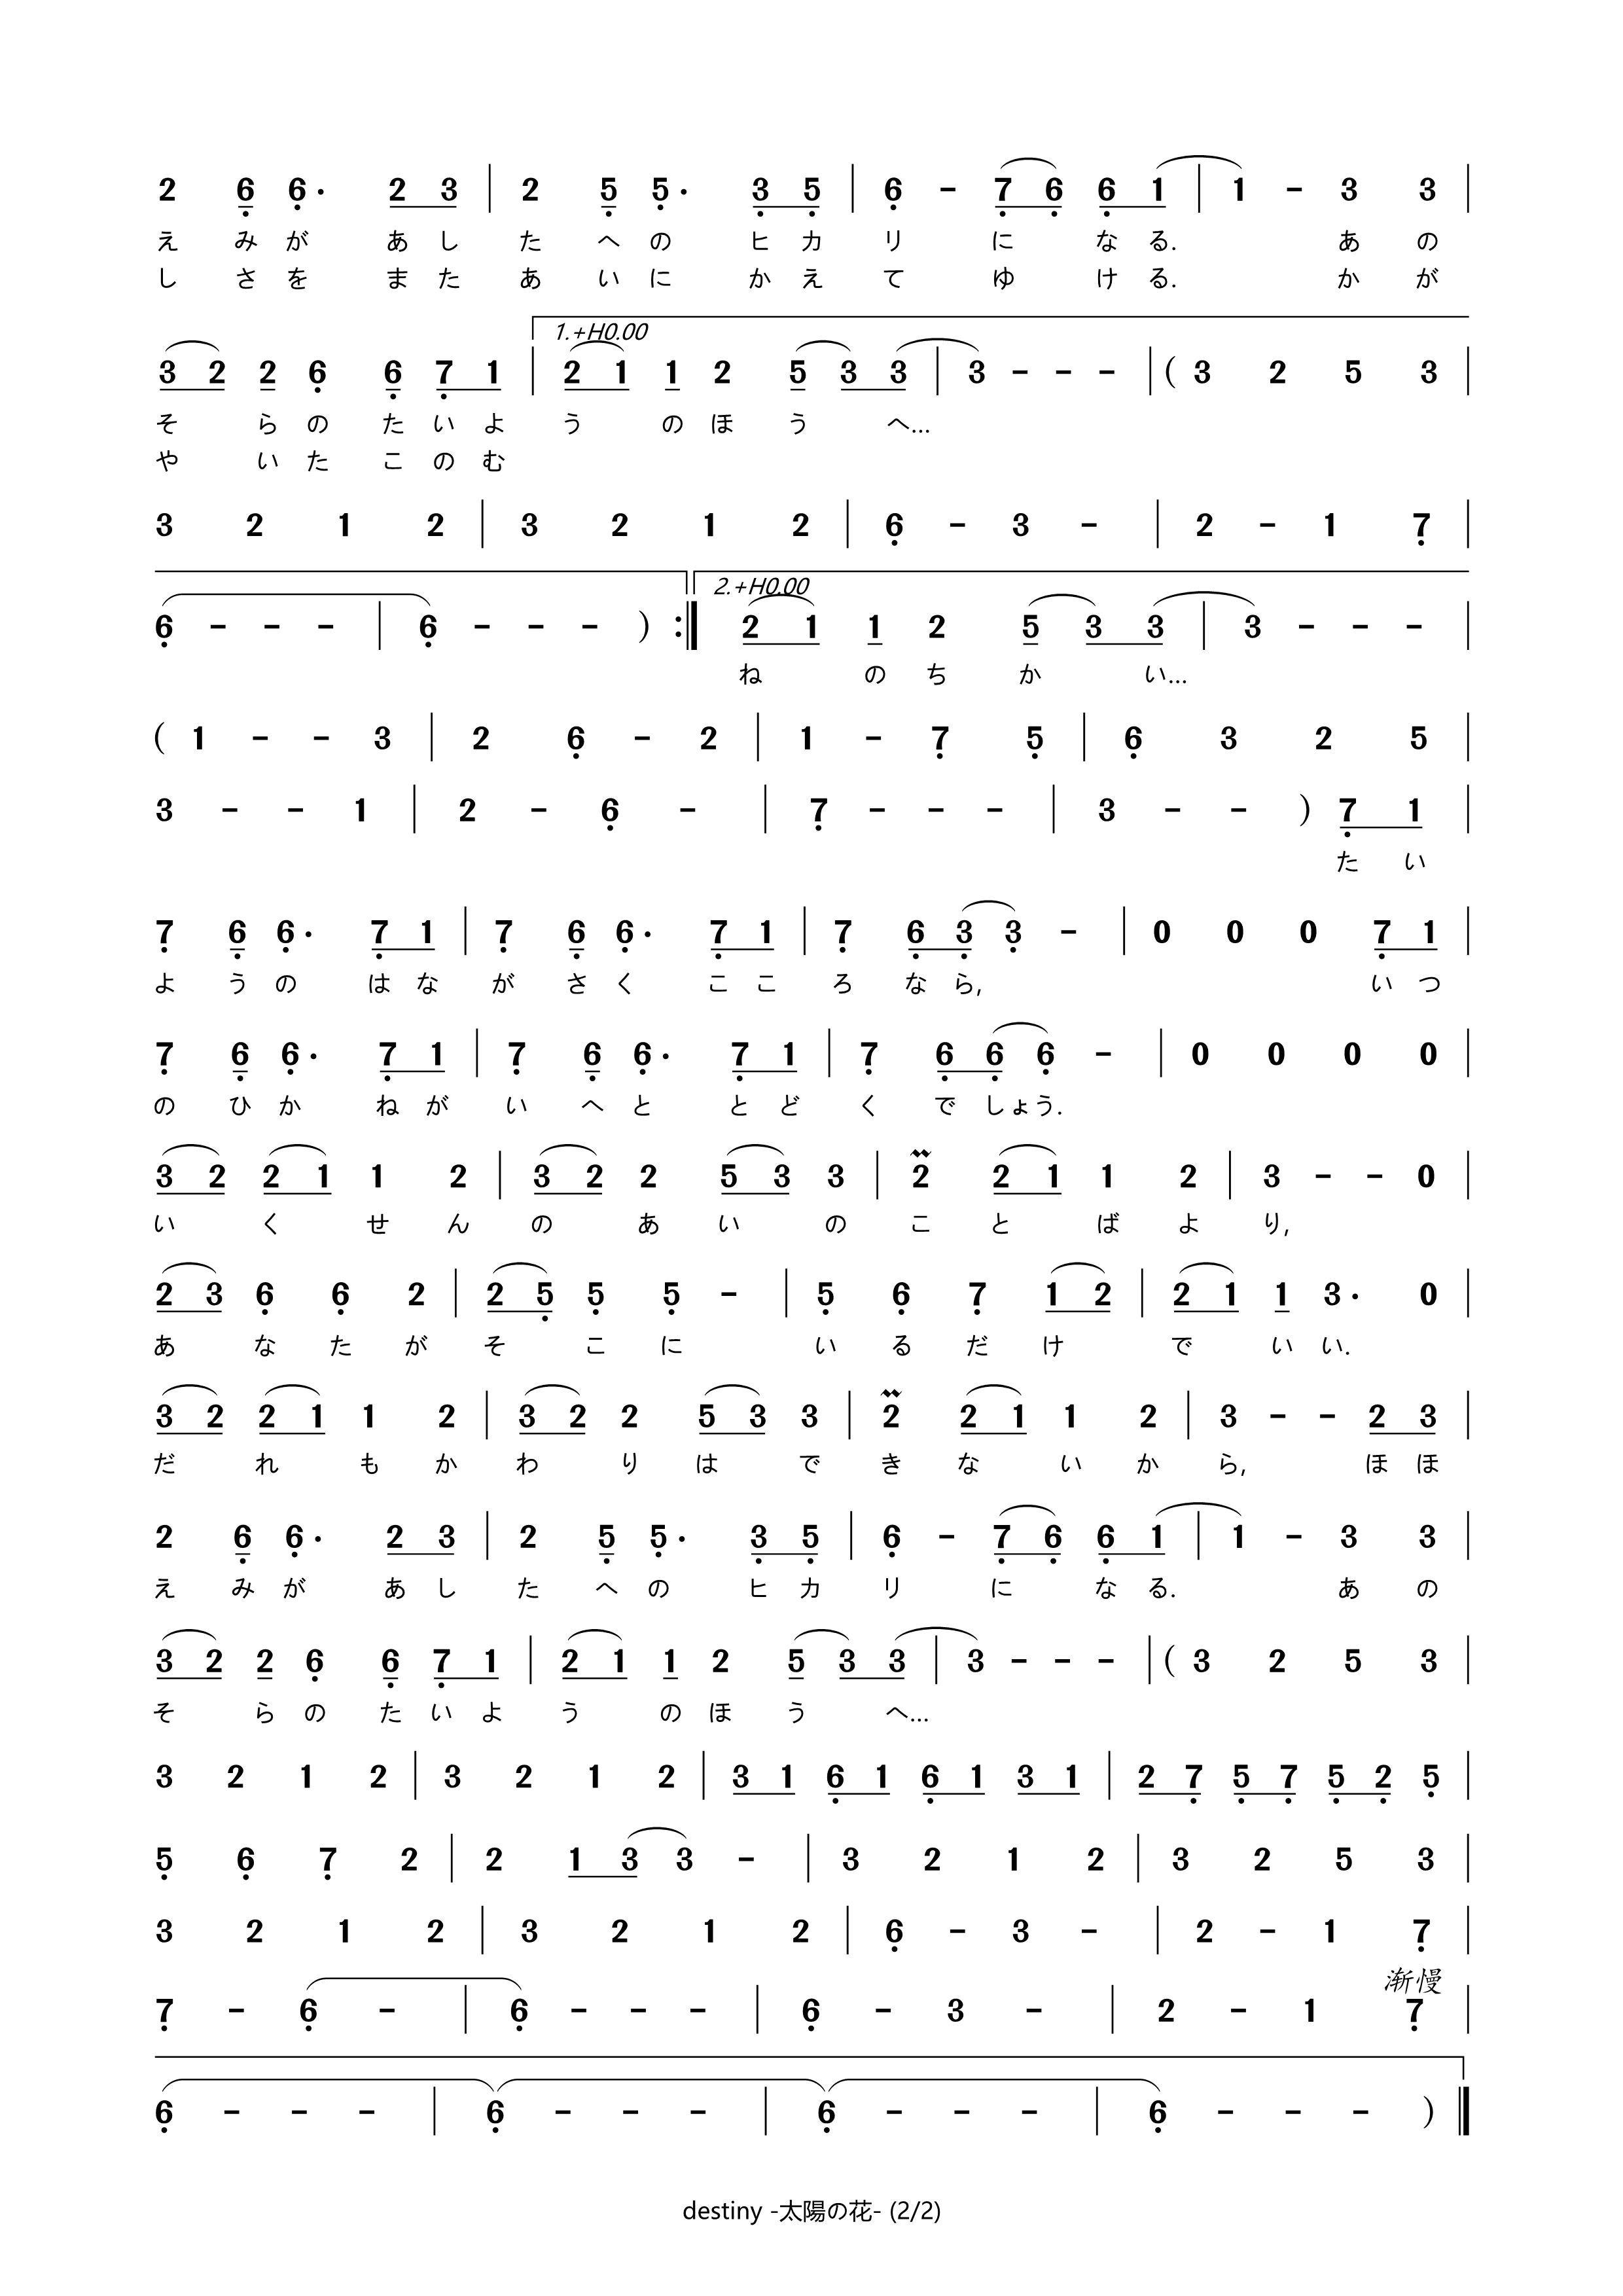 2 6 6· 2 3 | 2 5 5· 3 5 | 6 - 7 6 6 1 | 1 - 3 3 |
え み が あ し た へ の ヒ カ リ に な る. あ の
し さ を ま た あ い に か え て ゆ け る. か が
1.+H0.00
3 2 2 6 6 7 1 | 2 1 1 2 5 3 3 | 3 - - - | ( 3 2 5 3 |
そ ら の た い よ う の ほ う へ...
や い た こ の む
3 2 1 2 | 3 2 1 2 | 6 - 3 - | 2 - 1 7 |
2.+H0.00
6 - - - | 6 - - - ) :| 2 1 1 2 5 3 3 | 3 - - - |
ね の ち か い...
( 1 - - 3 | 2 6 - 2 | 1 - 7 5 | 6 3 2 5 |
3 - - 1 | 2 - 6 - | 7 - - - | 3 - - ) 7 1 |
た い
7 6 6· 7 1 | 7 6 6· 7 1 | 7 6 3 3 - | 0 0 0 7 1 |
よ う の は な が さ く こ こ ろ な ら, い つ
7 6 6· 7 1 | 7 6 6· 7 1 | 7 6 6 6 - | 0 0 0 0 |
の ひ か ね が い へ と と ど く で しょう.
3 2 2 1 1 2 | 3 2 2 5 3 3 | 2 2 1 1 2 | 3 - - 0 |
い く せ ん の あ い の こ と ば よ り,
2 3 6 6 2 | 2 5 5 5 - | 5 6 7 1 2 | 2 1 1 3· 0 |
あ な た が そ こ に い る だ け で い い.
3 2 2 1 1 2 | 3 2 2 5 3 3 | 2 2 1 1 2 | 3 - - 2 3 |
だ れ も か わ り は で き な い か ら, ほ ほ
2 6 6· 2 3 | 2 5 5· 3 5 | 6 - 7 6 6 1 | 1 - 3 3 |
え み が あ し た へ の ヒ カ リ に な る. あ の
3 2 2 6 6 7 1 | 2 1 1 2 5 3 3 | 3 - - - | ( 3 2 5 3 |
そ ら の た い よ う の ほ う へ...
3 2 1 2 | 3 2 1 2 | 3 1 6 1 6 1 3 1 | 2 7 5 7 5 2 5 |
5 6 7 2 | 2 1 3 3 - | 3 2 1 2 | 3 2 5 3 |
3 2 1 2 | 3 2 1 2 | 6 - 3 - | 2 - 1 7 |
渐慢
7 - 6 - | 6 - - - | 6 - 3 - | 2 - 1 7 |
6 - - - | 6 - - - | 6 - - - | 6 - - - ) ‖
destiny -太陽の花- (2/2)